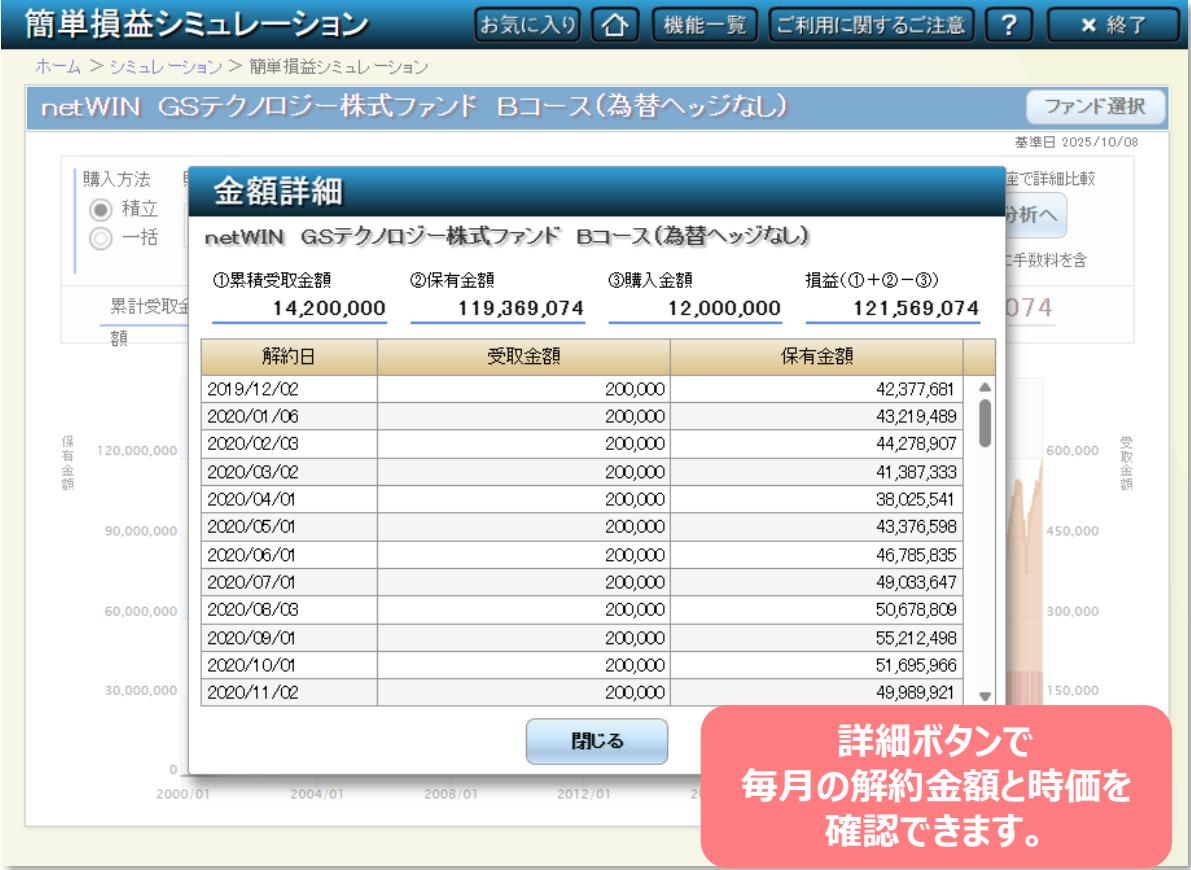 簡単損益シミュレーション
お気に入り
機能一覧
ご利用に関するご注意
?
× 終了
ホーム > シミュレーション > 簡単損益シミュレーション
netWIN GSテクノロジー株式ファンド Bコース(為替ヘッジなし)
ファンド選択
基準日 2025/10/08
購入方法
積立
一括
座で詳細比較
分析へ
手数料を含
累計受取金
額
074
金額詳細
netWIN GSテクノロジー株式ファンド Bコース(為替ヘッジなし)
①累積受取金額 ②保有金額 ③購入金額 損益(①+②-③)
14,200,000 119,369,074 12,000,000 121,569,074
解約日 受取金額 保有金額
2019/12/02 200,000 42,377,681
2020/01/06 200,000 43,219,489
2020/02/03 200,000 44,278,907
2020/03/02 200,000 41,387,333
2020/04/01 200,000 38,025,541
2020/05/01 200,000 43,376,598
2020/06/01 200,000 46,785,835
2020/07/01 200,000 49,033,647
2020/08/03 200,000 50,678,809
2020/09/01 200,000 55,212,498
2020/10/01 200,000 51,695,966
2020/11/02 200,000 49,989,921
閉じる
保有金額
120,000,000
90,000,000
60,000,000
30,000,000
0
受取金額
600,000
450,000
300,000
150,000
2000/01 2004/01 2008/01 2012/01
詳細ボタンで
毎月の解約金額と時価を
確認できます。